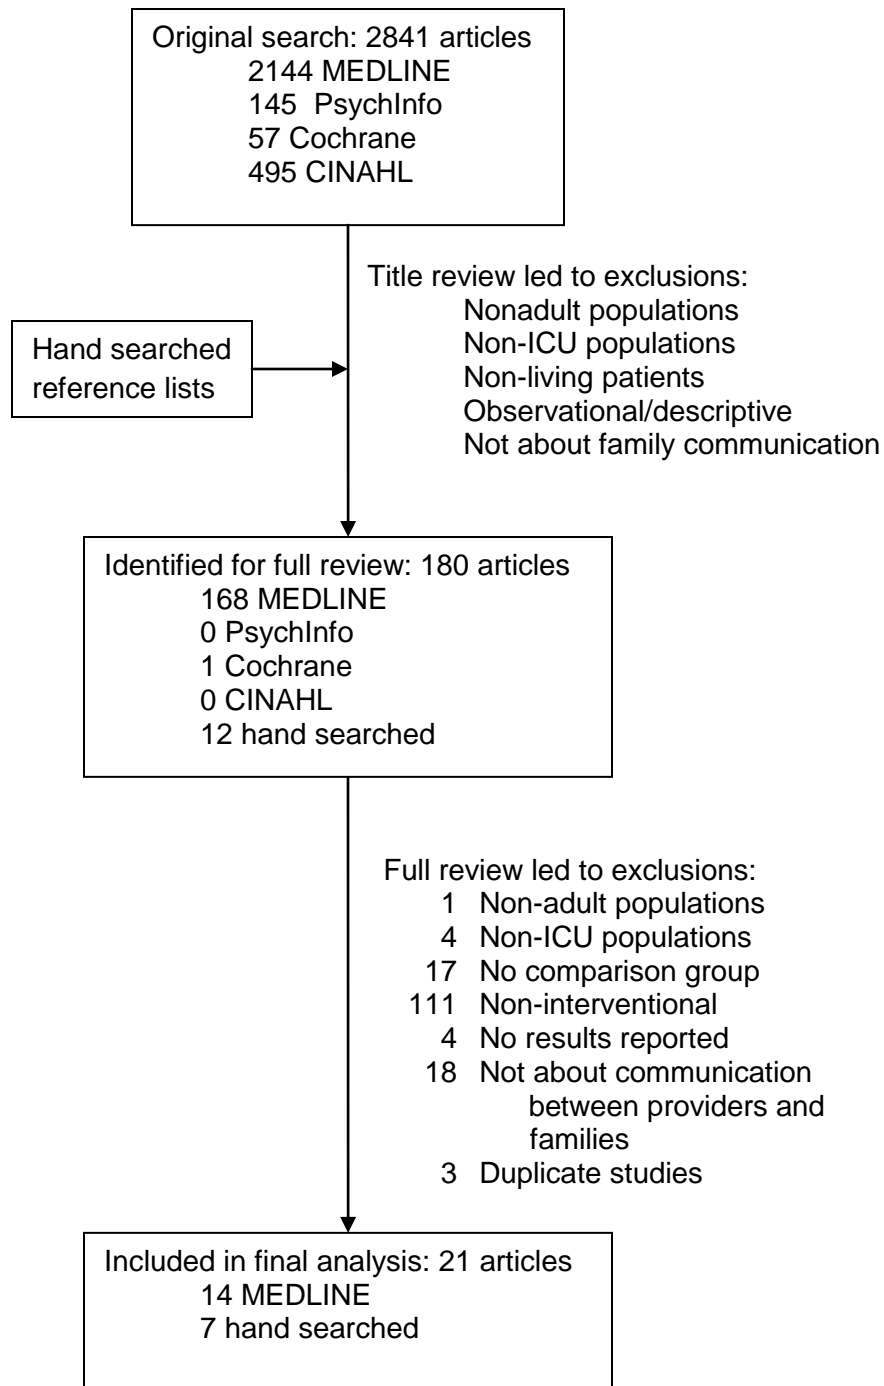 Original search: 2841 articles
2144 MEDLINE
145 PsychInfo
57 Cochrane
495 CINAHL
Title review led to exclusions:
Nonadult populations
Non-ICU populations
Non-living patients
Observational/descriptive
Not about family communication
Hand searched
reference lists
Identified for full review: 180 articles
168 MEDLINE
0 PsychInfo
1 Cochrane
0 CINAHL
12 hand searched
Full review led to exclusions:
1 Non-adult populations
4 Non-ICU populations
17 No comparison group
111 Non-interventional
4 No results reported
18 Not about communication
between providers and
families
3 Duplicate studies
Included in final analysis: 21 articles
14 MEDLINE
7 hand searched